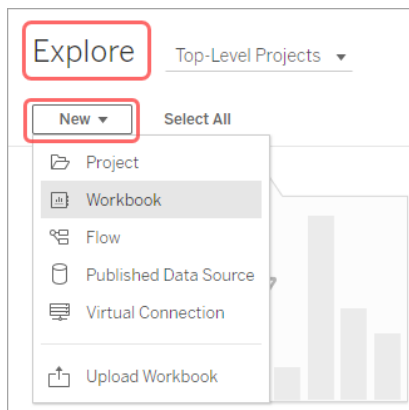 Explore Top-Level Projects
New Select All
Project
Workbook
Flow
Published Data Source
Virtual Connection
Upload Workbook